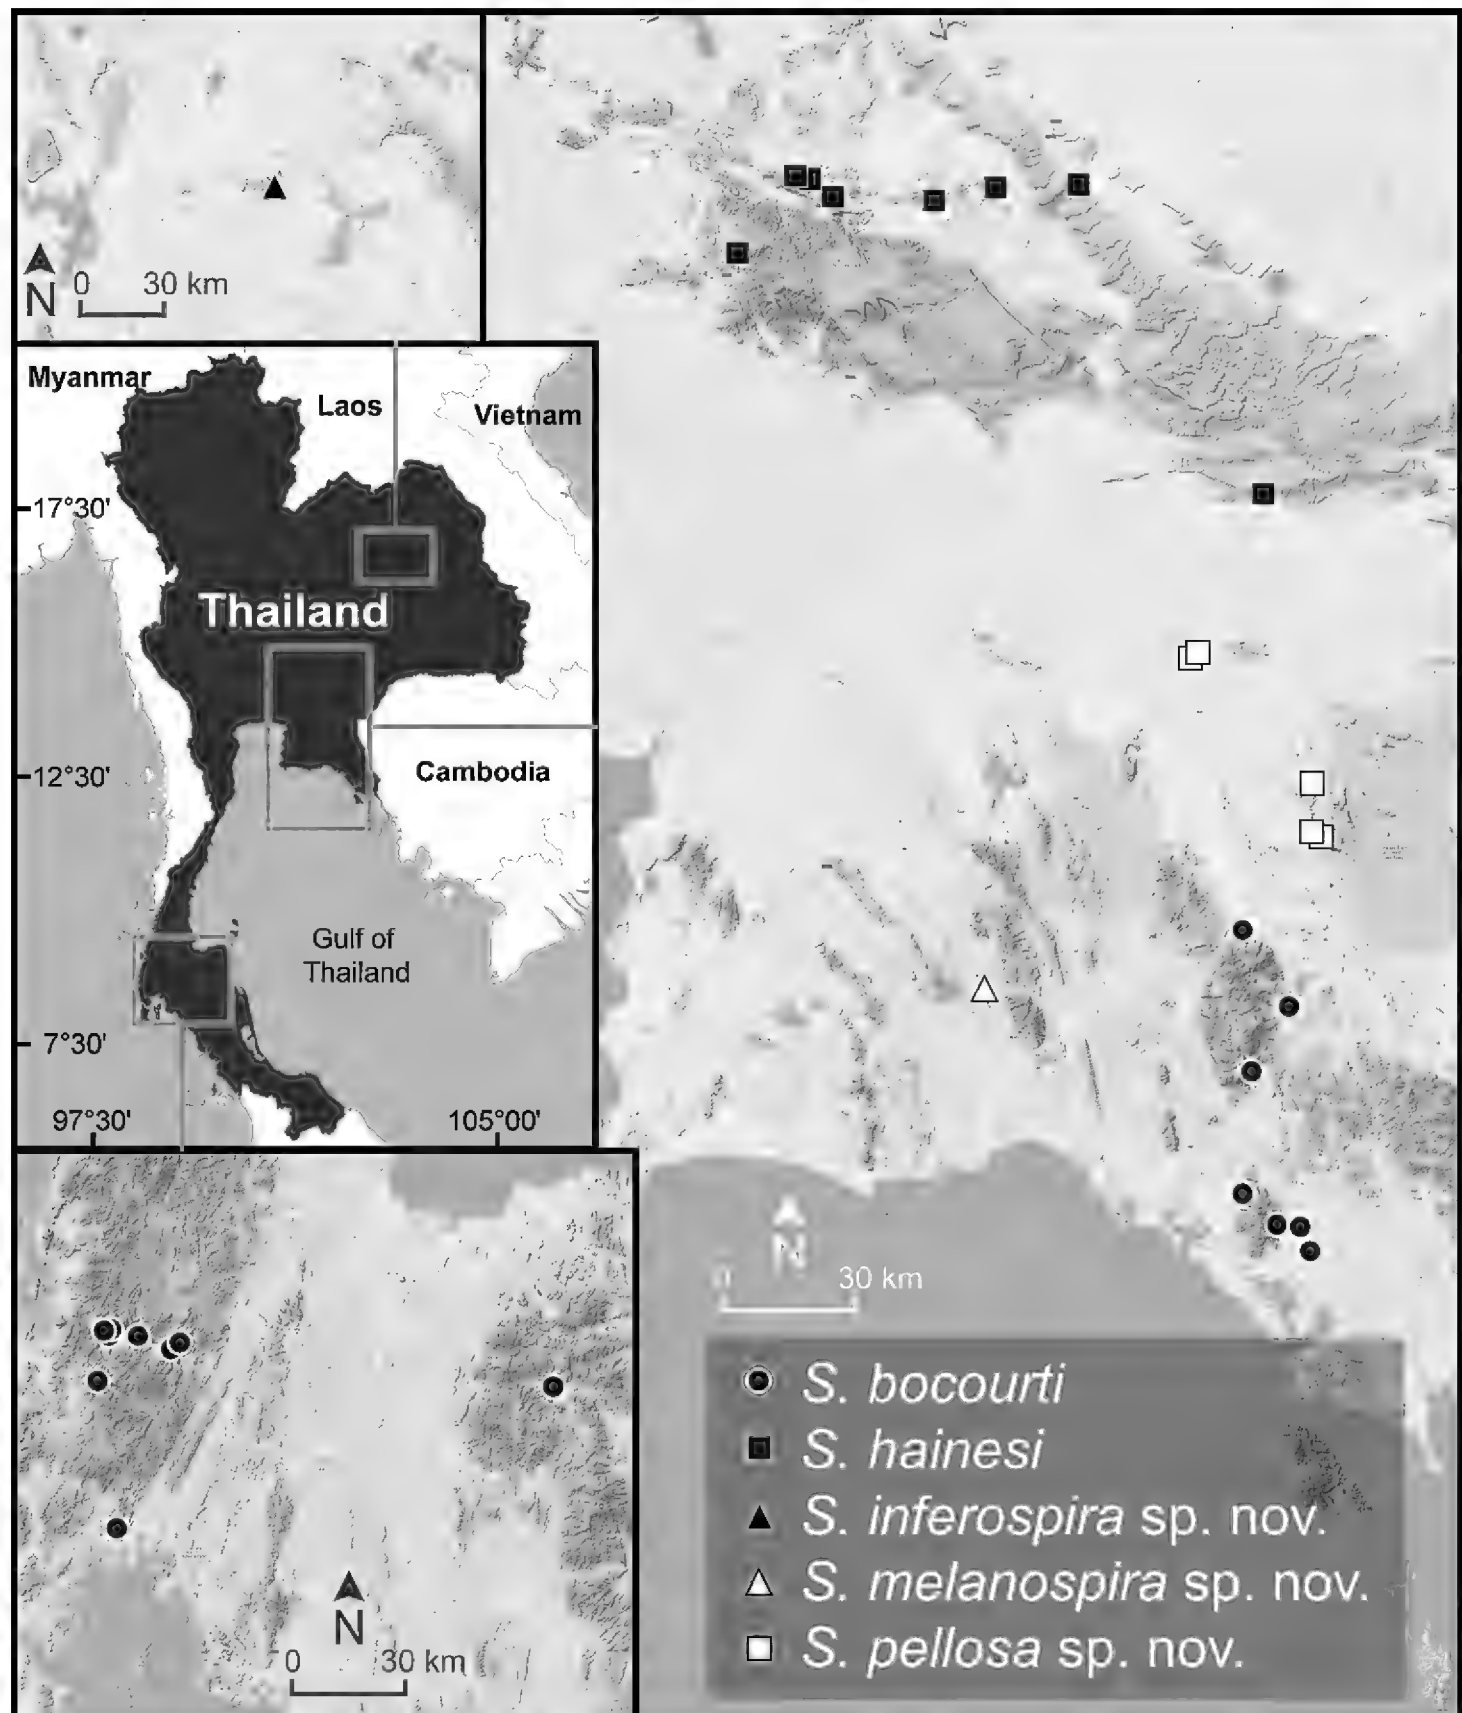 N
0 30 km
Myanmar
Laos
Vietnam
17°30'
Thailand
12°30'
Cambodia
Gulf of
Thailand
7°30'
97°30'
105°00'
N
0 30 km
N
0 30 km
S. bocourti
S. hainesi
S. inferospira sp. nov.
S. melanospira sp. nov.
S. pellosa sp. nov.